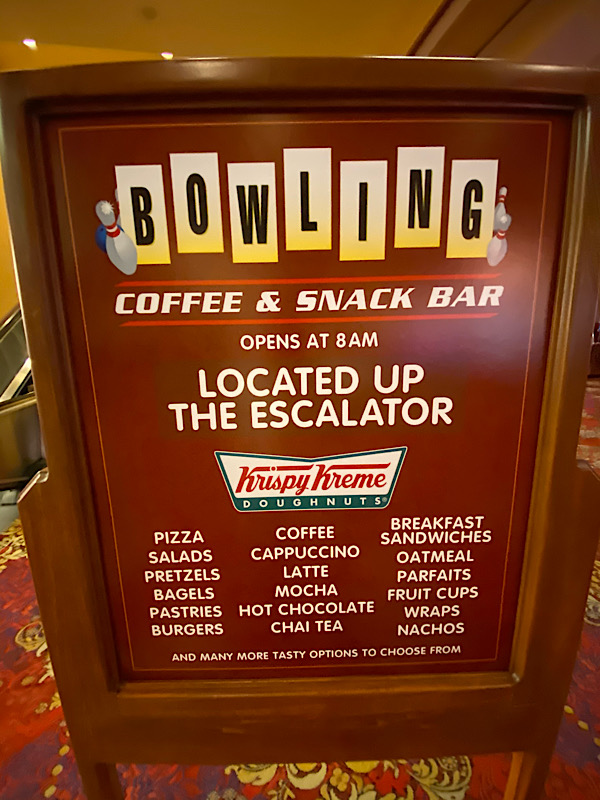 BOWLING
COFFEE & SNACK BAR
OPENS AT 8AM
LOCATED UP
THE ESCALATOR
Krispy Kreme
DOUGHNUTS®
PIZZA
SALADS
PRETZELS
BAGELS
PASTRIES
BURGERS
COFFEE
CAPPUCCINO
LATTE
MOCHA
HOT CHOCOLATE
CHAI TEA
BREAKFAST
SANDWICHES
OATMEAL
PARFAITS
FRUIT CUPS
WRAPS
NACHOS
AND MANY MORE TASTY OPTIONS TO CHOOSE FROM